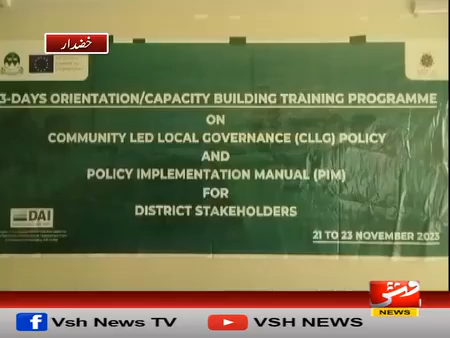 خضدار
3-DAYS ORIENTATION/CAPACITY BUILDING TRAINING PROGRAMME
ON
COMMUNITY LED LOCAL GOVERNANCE (CLLG) POLICY
AND
POLICY IMPLEMENTATION MANUAL (PIM)
FOR
DISTRICT STAKEHOLDERS
DAI
21 TO 23 NOVEMBER 2023
وش
NEWS
Vsh News TV
VSH NEWS